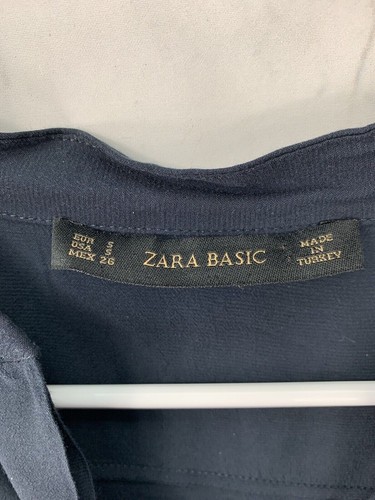 EUR S
USA S
MEX 26
ZARA BASIC
MADE IN
TURKEY